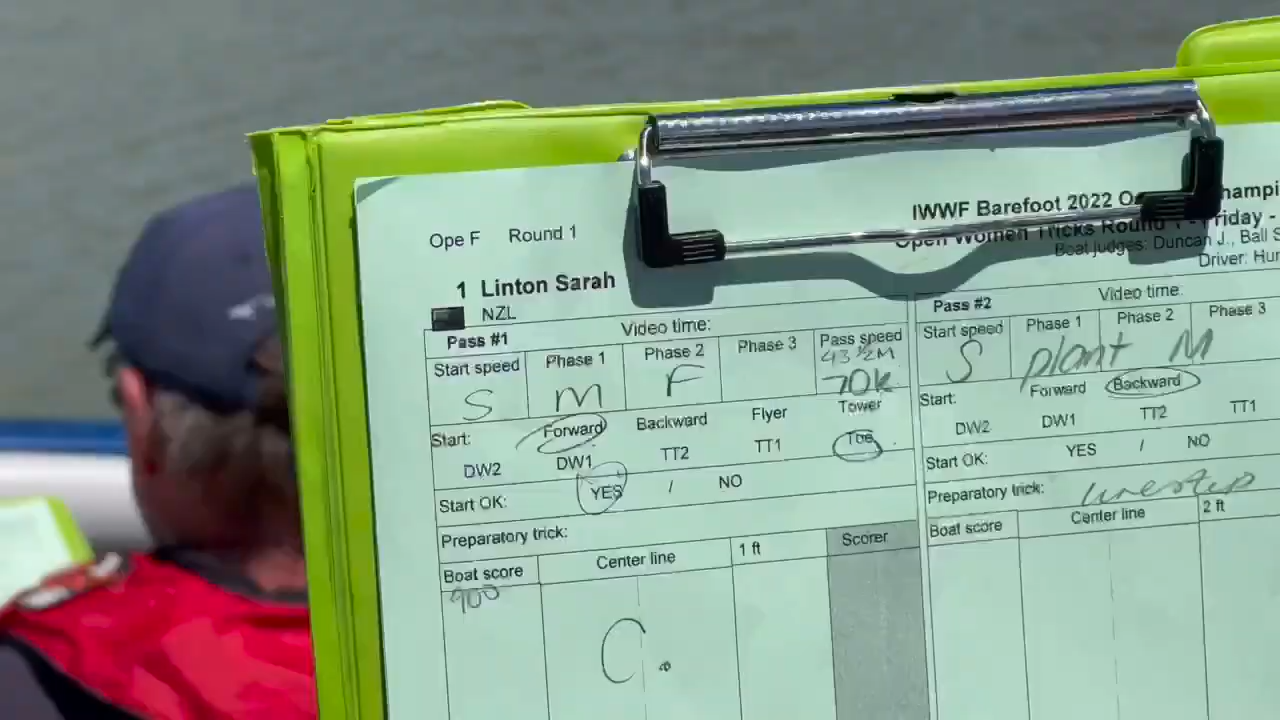 IWWF Barefoot 2022 O hampi
Ope F Round 1
Open Women Tricks Round 1 - Friday -
Boat judges: Duncan J., Ball S
Driver: Hur
1 Linton Sarah
NZL
Pass #1 Video time:
Start speed Phase 1 Phase 2 Phase 3 Pass speed
43 ½M
S M F 70K
Start: Forward Backward Flyer Tower
DW2 DW1 TT2 TT1 Toe
Start OK: YES / NO
Preparatory trick:
Boat score Center line 1 ft Scorer
900
C.
Pass #2 Video time:
Start speed Phase 1 Phase 2 Phase 3
S plant M
Start: Forward Backward
DW2 DW1 TT2 TT1
Start OK: YES / NO
Preparatory trick:
Boat score Center line 2 ft